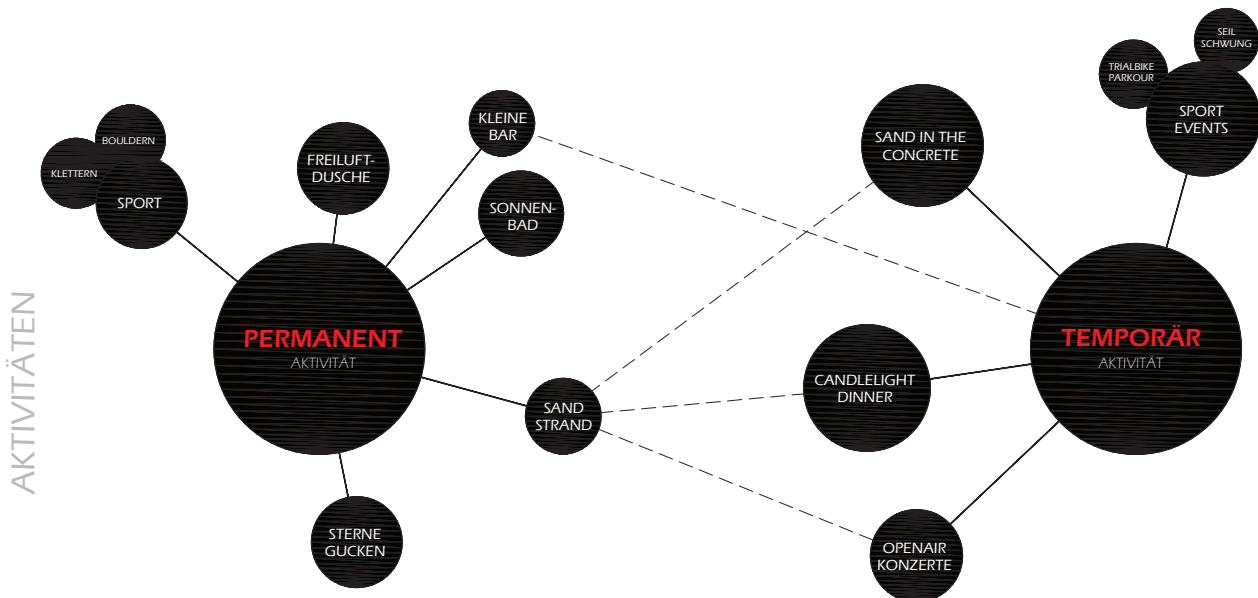 AKTIVITÄTEN
BOULDERN
KLETTERN
SPORT
FREILUFT-
DUSCHE
KLEINE
BAR
SONNEN-
BAD
PERMANENT
AKTIVITÄT
SAND
STRAND
STERNE
GUCKEN
SAND IN THE
CONCRETE
SEIL
SCHWUNG
TRIALBIKE
PARKOUR
SPORT
EVENTS
TEMPORÄR
AKTIVITÄT
CANDLELIGHT
DINNER
OPENAIR
KONZERTE